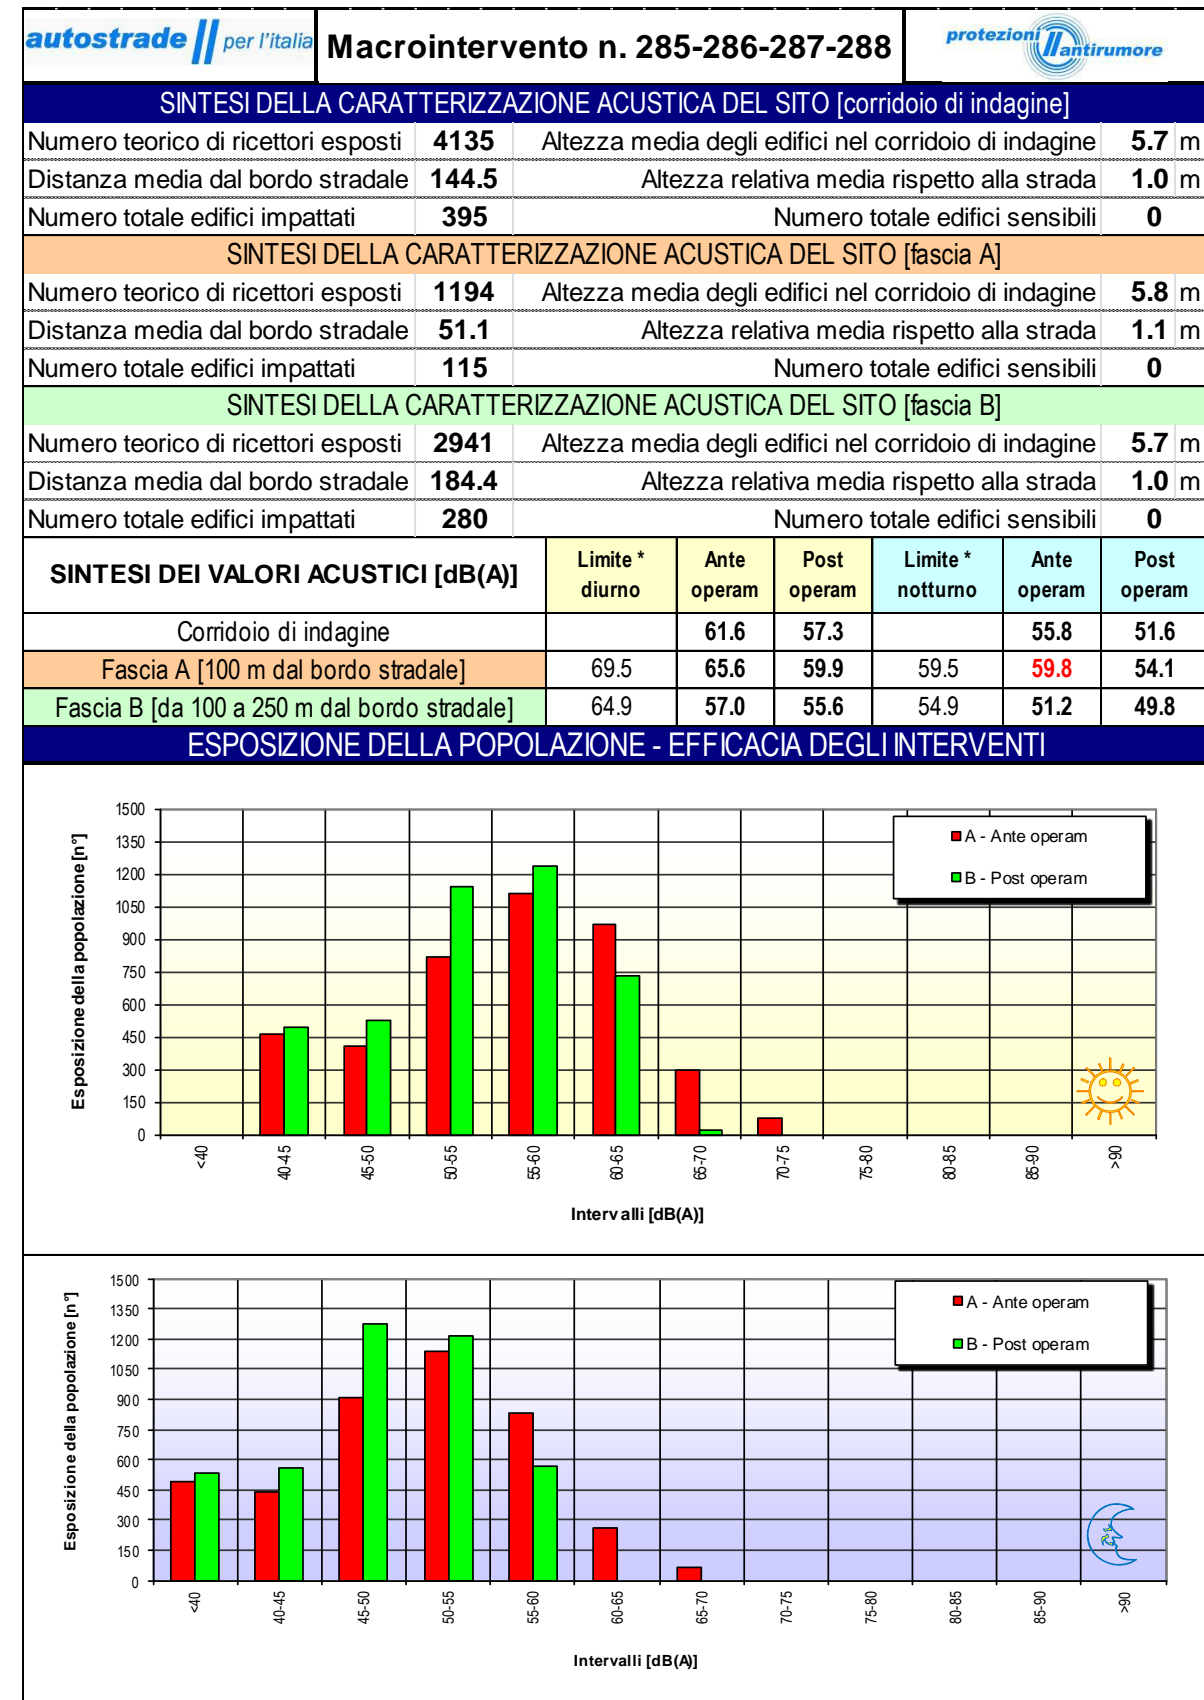 autostrade per l'italia Macrointervento n. 285-286-287-288 protezioni antirumore
SINTESI DELLA CARATTERIZZAZIONE ACUSTICA DEL SITO [corridoio di indagine]
Numero teorico di ricettori esposti 4135 Altezza media degli edifici nel corridoio di indagine 5.7 m
Distanza media dal bordo stradale 144.5 Altezza relativa media rispetto alla strada 1.0 m
Numero totale edifici impattati 395 Numero totale edifici sensibili 0
SINTESI DELLA CARATTERIZZAZIONE ACUSTICA DEL SITO [fascia A]
Numero teorico di ricettori esposti 1194 Altezza media degli edifici nel corridoio di indagine 5.8 m
Distanza media dal bordo stradale 51.1 Altezza relativa media rispetto alla strada 1.1 m
Numero totale edifici impattati 115 Numero totale edifici sensibili 0
SINTESI DELLA CARATTERIZZAZIONE ACUSTICA DEL SITO [fascia B]
Numero teorico di ricettori esposti 2941 Altezza media degli edifici nel corridoio di indagine 5.7 m
Distanza media dal bordo stradale 184.4 Altezza relativa media rispetto alla strada 1.0 m
Numero totale edifici impattati 280 Numero totale edifici sensibili 0
SINTESI DEI VALORI ACUSTICI [dB(A)] Limite * diurno Ante operam Post operam Limite * notturno Ante operam Post operam
Corridoio di indagine 61.6 57.3 55.8 51.6
Fascia A [100 m dal bordo stradale] 69.5 65.6 59.9 59.5 59.8 54.1
Fascia B [da 100 a 250 m dal bordo stradale] 64.9 57.0 55.6 54.9 51.2 49.8
ESPOSIZIONE DELLA POPOLAZIONE - EFFICACIA DEGLI INTERVENTI
Esposizione della popolazione [n°]
1500
1350
1200
1050
900
750
600
450
300
150
0
A - Ante operam
B - Post operam
<40 40-45 45-50 50-55 55-60 60-65 65-70 70-75 75-80 80-85 85-90 >90
Intervalli [dB(A)]
Esposizione della popolazione [n°]
1500
1350
1200
1050
900
750
600
450
300
150
0
A - Ante operam
B - Post operam
<40 40-45 45-50 50-55 55-60 60-65 65-70 70-75 75-80 80-85 85-90 >90
Intervalli [dB(A)]